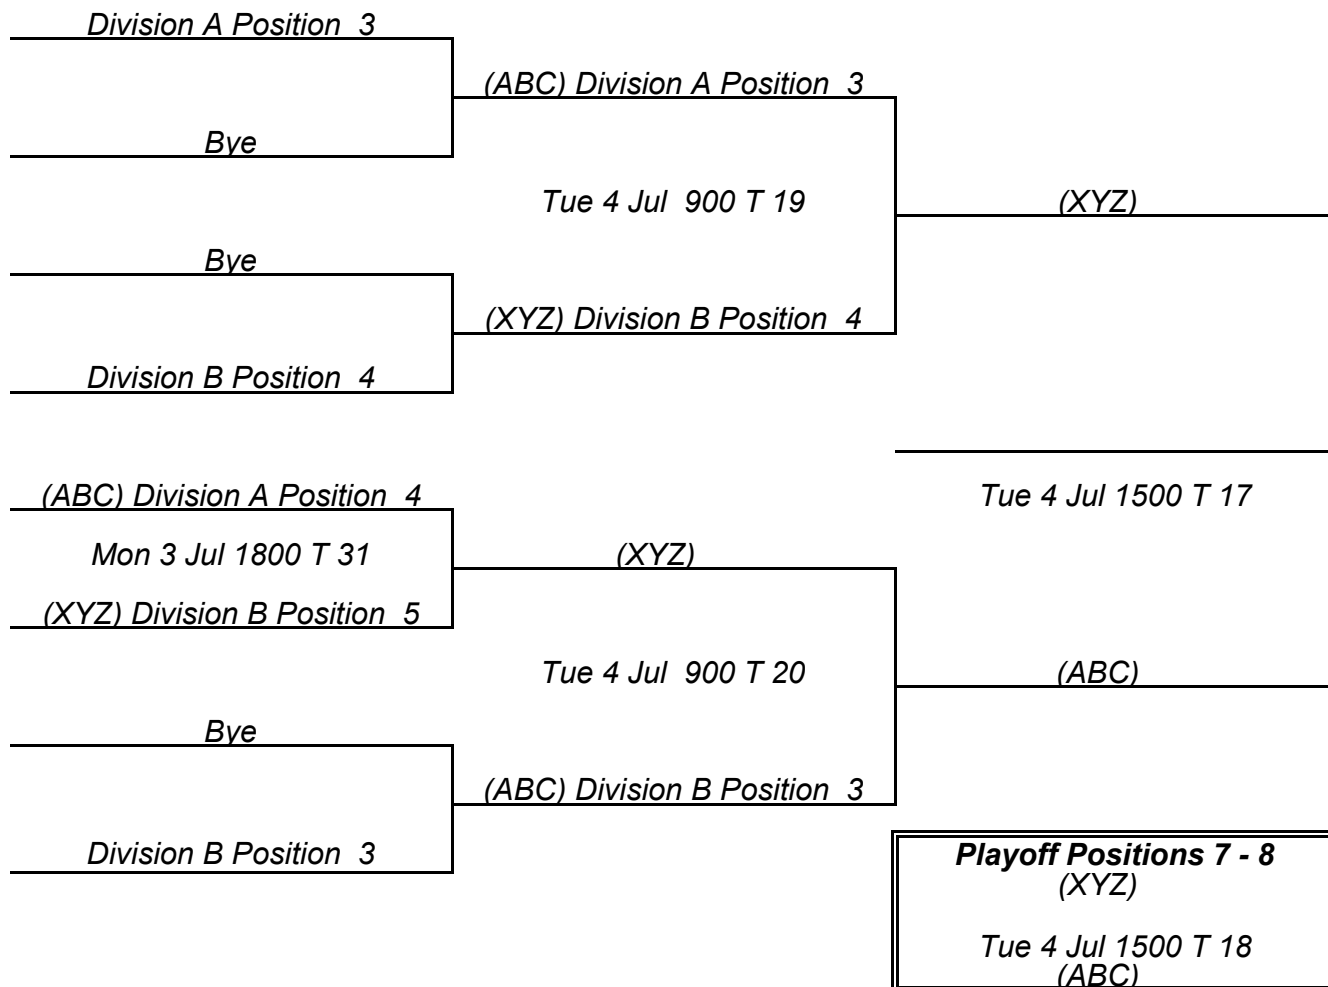 Division A Position 3
(ABC) Division A Position 3
Bye
Tue 4 Jul 900 T 19
(XYZ)
Bye
(XYZ) Division B Position 4
Division B Position 4
(ABC) Division A Position 4
Tue 4 Jul 1500 T 17
Mon 3 Jul 1800 T 31
(XYZ)
(XYZ) Division B Position 5
Tue 4 Jul 900 T 20
(ABC)
Bye
(ABC) Division B Position 3
Division B Position 3
Playoff Positions 7 - 8
(XYZ)
Tue 4 Jul 1500 T 18
(ABC)